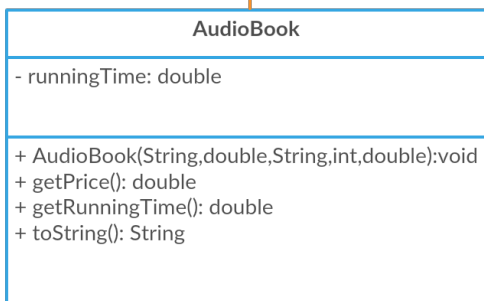 AudioBook
- runningTime: double
+ AudioBook(String,double,String,int,double):void
+ getPrice(): double
+ getRunningTime(): double
+ toString(): String